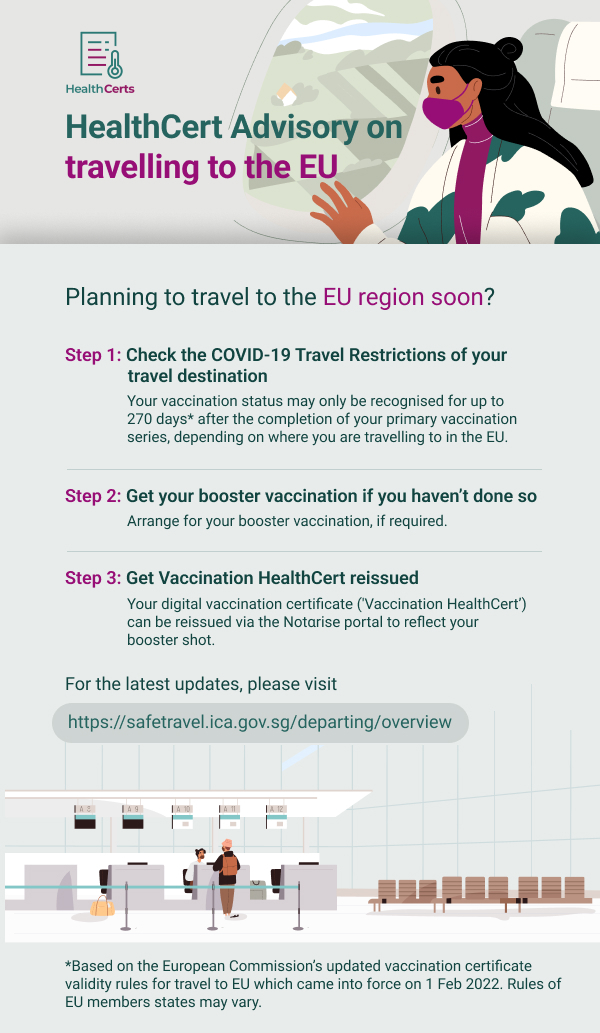 HealthCerts
HealthCert Advisory on
travelling to the EU
Planning to travel to the EU region soon?
Step 1: Check the COVID-19 Travel Restrictions of your
travel destination
Your vaccination status may only be recognised for up to
270 days* after the completion of your primary vaccination
series, depending on where you are travelling to in the EU.
Step 2: Get your booster vaccination if you haven't done so
Arrange for your booster vaccination, if required.
Step 3: Get Vaccination HealthCert reissued
Your digital vaccination certificate ('Vaccination HealthCert')
can be reissued via the Notarise portal to reflect your
booster shot.
For the latest updates, please visit
https://safetravel.ica.gov.sg/departing/overview
A 8 A 9 A 10 A 11 A 12
*Based on the European Commission's updated vaccination certificate
validity rules for travel to EU which came into force on 1 Feb 2022. Rules of
EU members states may vary.